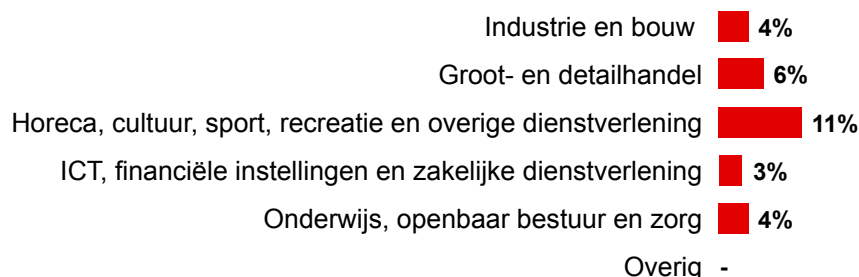 Industrie en bouw 4%
Groot- en detailhandel 6%
Horeca, cultuur, sport, recreatie en overige dienstverlening 11%
ICT, financiële instellingen en zakelijke dienstverlening 3%
Onderwijs, openbaar bestuur en zorg 4%
Overig -